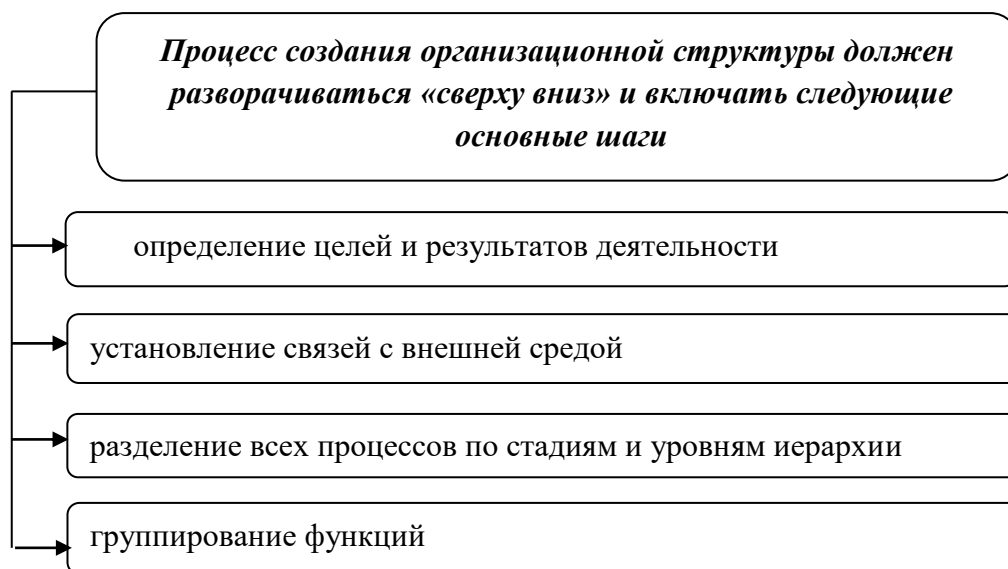 Процесс создания организационной структуры должен
разворачиваться «сверху вниз» и включать следующие
основные шаги
определение целей и результатов деятельности
установление связей с внешней средой
разделение всех процессов по стадиям и уровням иерархии
группирование функций